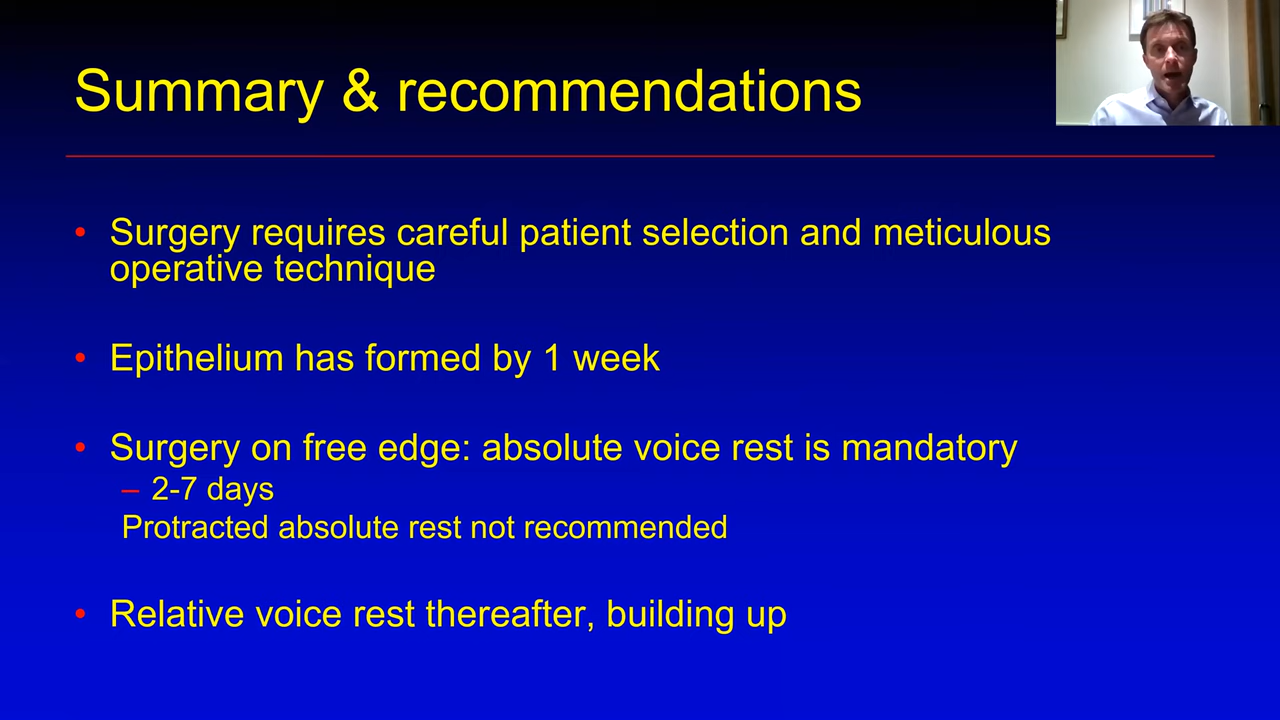 Summary & recommendations
• Surgery requires careful patient selection and meticulous
operative technique
• Epithelium has formed by 1 week
• Surgery on free edge: absolute voice rest is mandatory
– 2-7 days
Protracted absolute rest not recommended
• Relative voice rest thereafter, building up